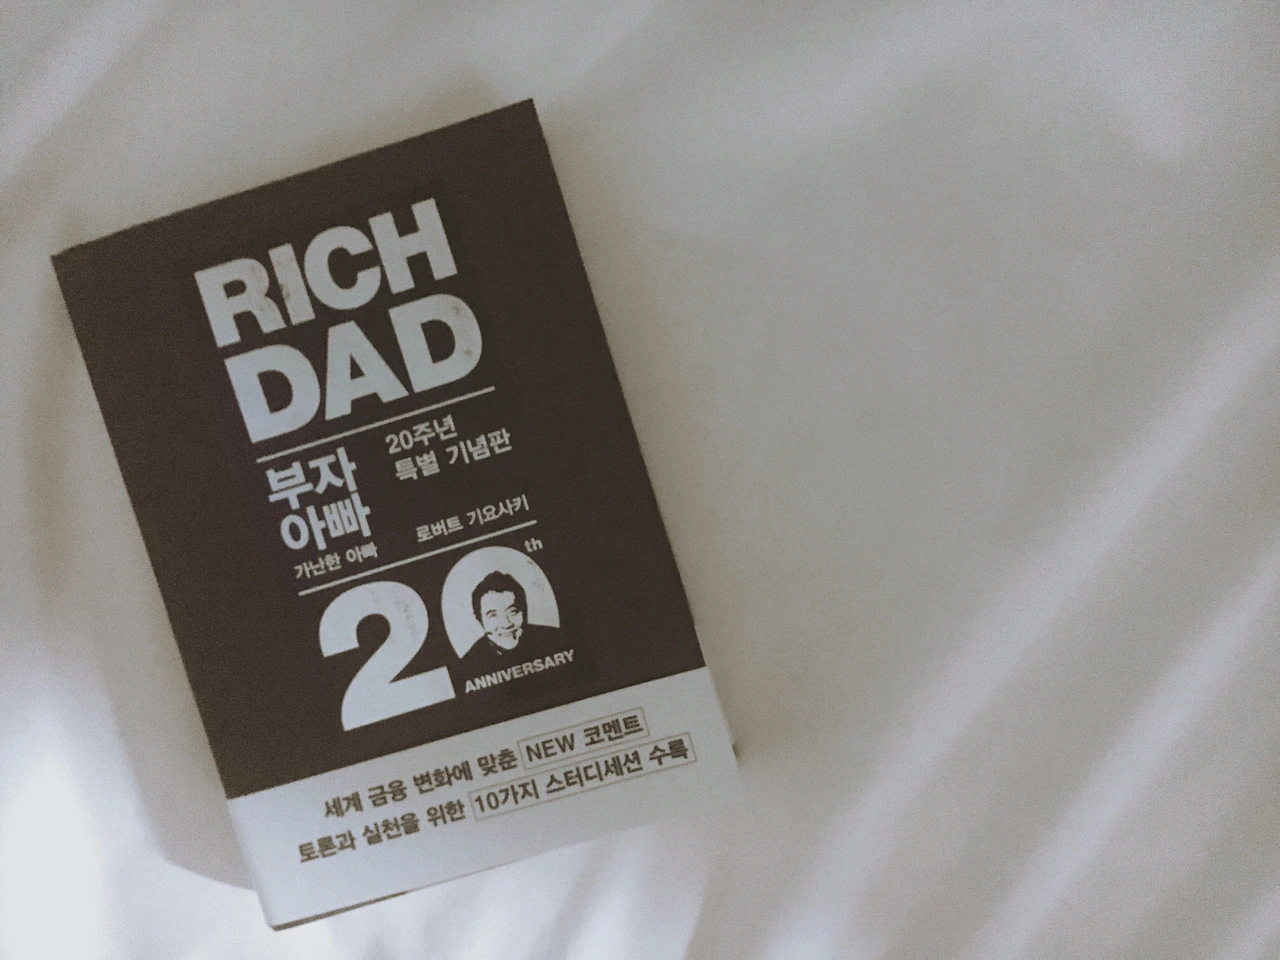 RICH
DAD
부자
아빠
가난한 아빠
20주년
특별 기념판
로버트 기요사키
20th
ANNIVERSARY
세계 금융 변화에 맞춘 NEW 코멘트
토론과 실천을 위한 10가지 스터디세션 수록